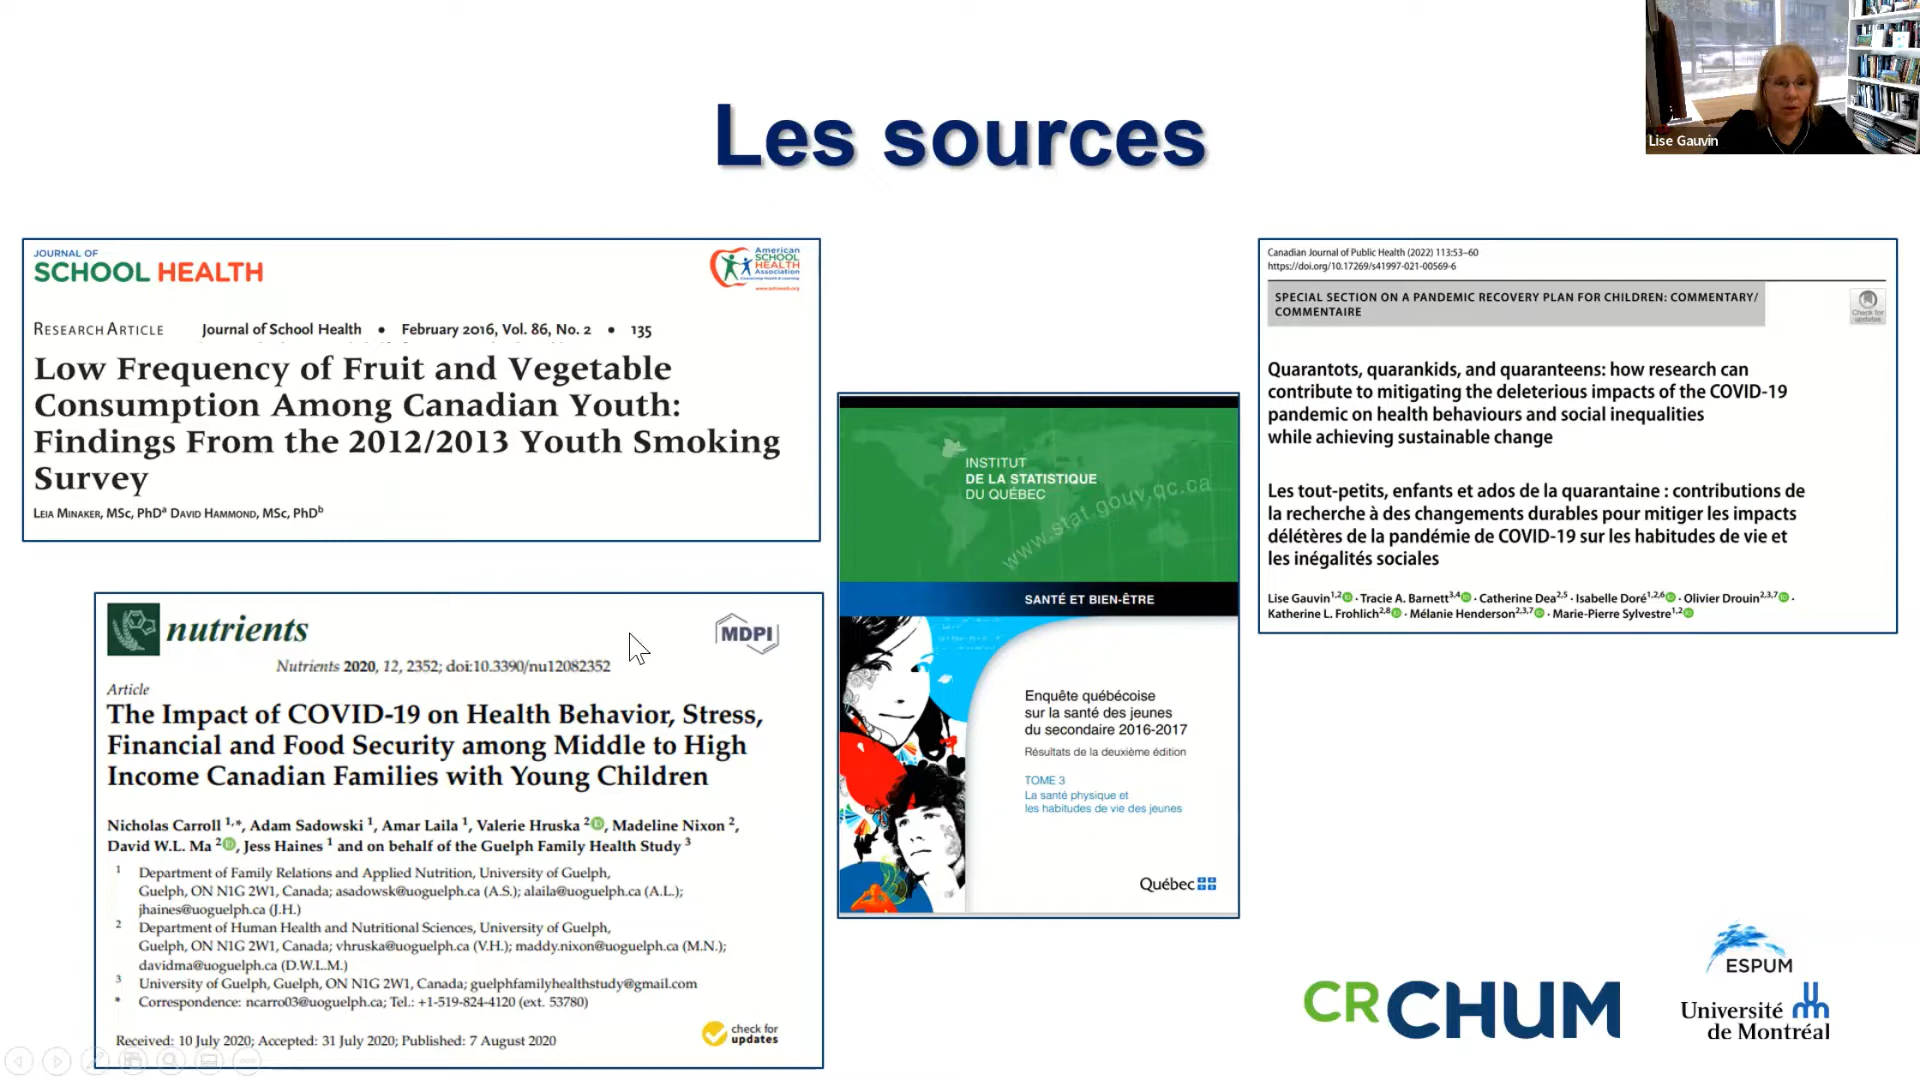 Les sources
Lise Gauvin
JOURNAL OF
SCHOOL HEALTH
American
SCHOOL
HEALTH
Association
RESEARCH ARTICLE Journal of School Health • February 2016, Vol. 86, No. 2 • 135
Low Frequency of Fruit and Vegetable
Consumption Among Canadian Youth:
Findings From the 2012/2013 Youth Smoking
Survey
LEIA MINAKER, MSc, PhDa DAVID HAMMOND, MSc, PhDb
nutrients
MDPI
Nutrients 2020, 12, 2352; doi:10.3390/nu12082352
Article
The Impact of COVID-19 on Health Behavior, Stress,
Financial and Food Security among Middle to High
Income Canadian Families with Young Children
Nicholas Carroll 1,*, Adam Sadowski 1, Amar Laila 1, Valerie Hruska 2, Madeline Nixon 2,
David W.L. Ma 2, Jess Haines 1 and on behalf of the Guelph Family Health Study 3
1 Department of Family Relations and Applied Nutrition, University of Guelph,
Guelph, ON N1G 2W1, Canada; asadowsk@uoguelph.ca (A.S.); alaila@uoguelph.ca (A.L.);
jhaines@uoguelph.ca (J.H.)
2 Department of Human Health and Nutritional Sciences, University of Guelph,
Guelph, ON N1G 2W1, Canada; vhruska@uoguelph.ca (V.H.); maddy.nixon@uoguelph.ca (M.N.);
davidma@uoguelph.ca (D.W.L.M.)
3 University of Guelph, Guelph, ON N1G 2W1, Canada; guelphfamilyhealthstudy@gmail.com
* Correspondence: ncarro03@uoguelph.ca; Tel.: +1-519-824-4120 (ext. 53780)
Received: 10 July 2020; Accepted: 31 July 2020; Published: 7 August 2020
check for
updates
INSTITUT
DE LA STATISTIQUE
DU QUÉBEC
www.stat.gouv.qc.ca
SANTÉ ET BIEN-ÊTRE
Enquête québécoise
sur la santé des jeunes
du secondaire 2016-2017
Résultats de la deuxième édition
TOME 3
La santé physique et
les habitudes de vie des jeunes
Québec
Canadian Journal of Public Health (2022) 113:53–60
https://doi.org/10.17269/s41997-021-00569-6
SPECIAL SECTION ON A PANDEMIC RECOVERY PLAN FOR CHILDREN: COMMENTARY/
COMMENTAIRE
Check for
updates
Quarantots, quarankids, and quaranteens: how research can
contribute to mitigating the deleterious impacts of the COVID-19
pandemic on health behaviours and social inequalities
while achieving sustainable change
Les tout-petits, enfants et ados de la quarantaine : contributions de
la recherche à des changements durables pour mitiger les impacts
délétères de la pandémie de COVID-19 sur les habitudes de vie et
les inégalités sociales
Lise Gauvin1,2 · Tracie A. Barnett3,4 · Catherine Dea2,5 · Isabelle Doré1,2,6 · Olivier Drouin2,3,7 ·
Katherine L. Frohlich2,8 · Mélanie Henderson2,3,7 · Marie-Pierre Sylvestre1,2
CRCHUM
ESPUM
Université
de Montréal